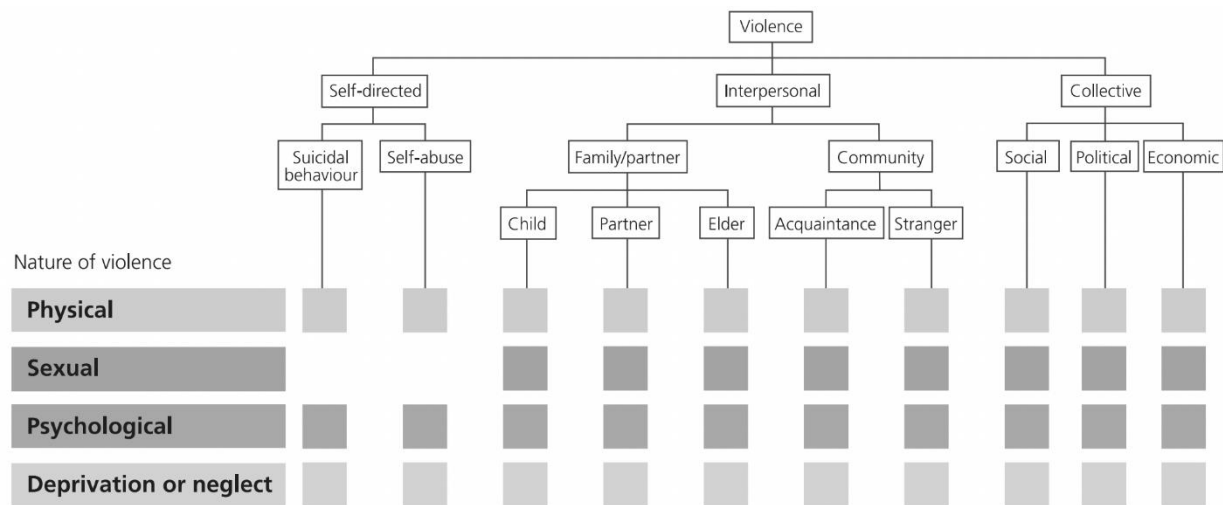 Violence
Self-directed
Interpersonal
Collective
Suicidal
behaviour
Self-abuse
Family/partner
Community
Social
Political
Economic
Child
Partner
Elder
Acquaintance
Stranger
Nature of violence
Physical
Sexual
Psychological
Deprivation or neglect